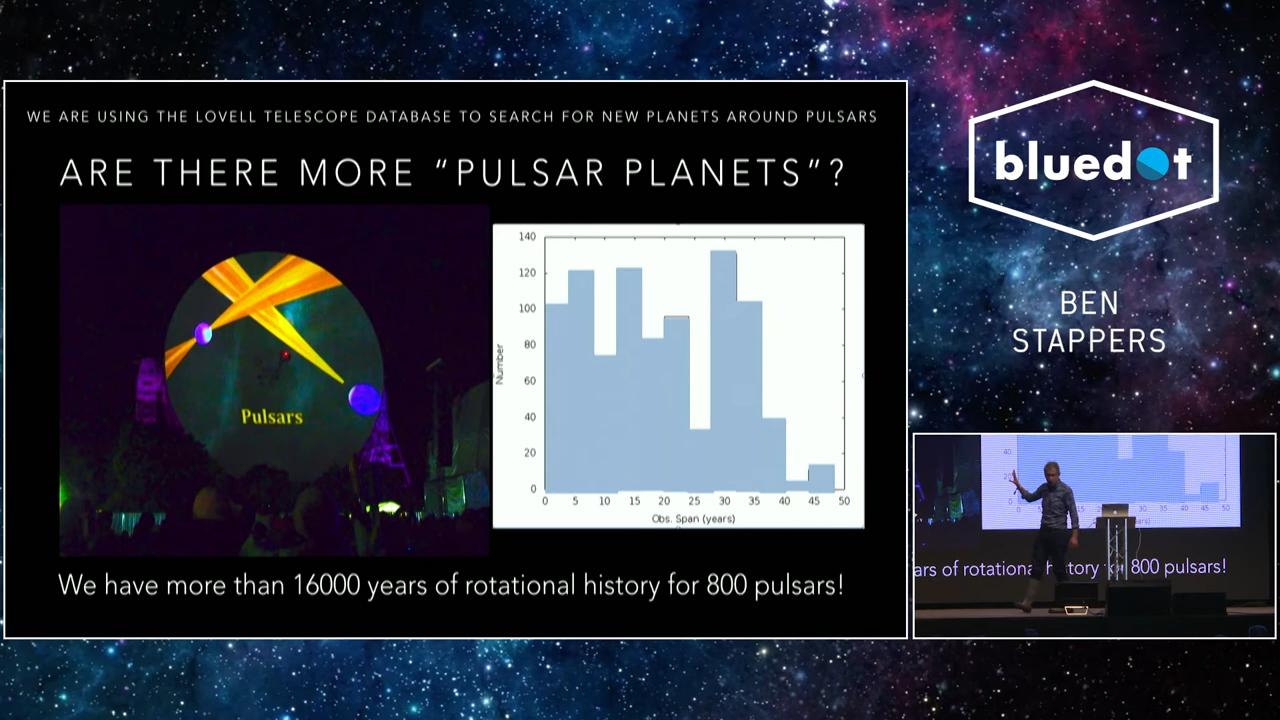 WE ARE USING THE LOVELL TELESCOPE DATABASE TO SEARCH FOR NEW PLANETS AROUND PULSARS
ARE THERE MORE “PULSAR PLANETS”?
Pulsars
140
120
100
80
60
40
20
0
Number
0 5 10 15 20 25 30 35 40 45 50
Obs. Span (years)
We have more than 16000 years of rotational history for 800 pulsars!
bluedot
BEN
STAPPERS
ars of rotational history 800 pulsars!